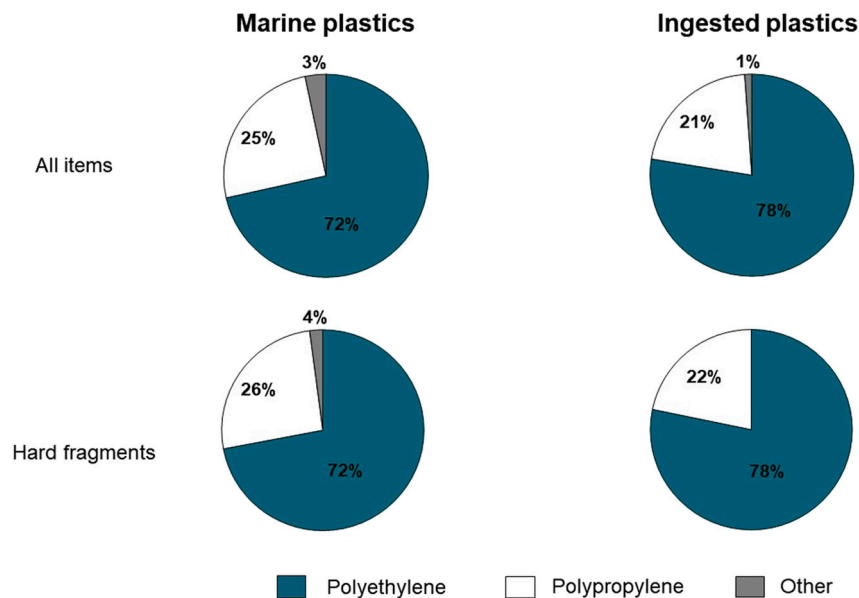 Marine plastics
Ingested plastics
All items
3%
25%
72%
1%
21%
78%
Hard fragments
4%
26%
72%
22%
78%
Polyethylene
Polypropylene
Other